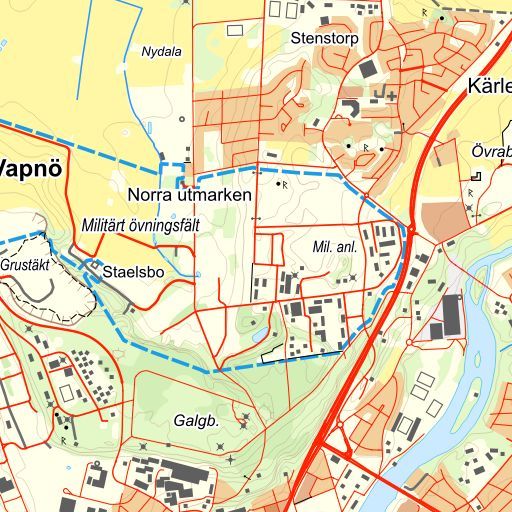 Stenstorp
Nydala
Kärle
Övrab
Vapnö
Norra utmarken
Militärt övningsfält
Mil. anl.
Grustäkt
Staelsbo
Galgb.
R
R
R
R
R
R